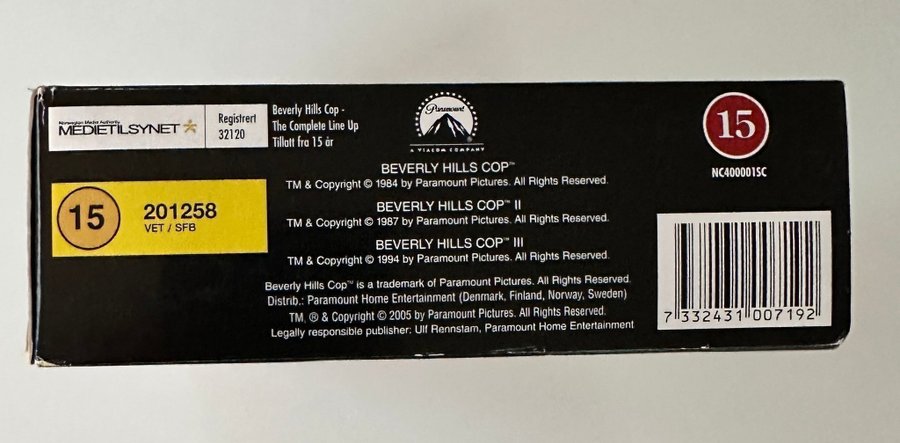 Norwegian Media Authority
MEDIETILSYNET
Registrert
32120
Beverly Hills Cop -
The Complete Line Up
Tillatt fra 15 år
Paramount
A VIACOM COMPANY
15
NC400001SC
15
201258
VET / SFB
BEVERLY HILLS COP™
TM & Copyright © 1984 by Paramount Pictures. All Rights Reserved.
BEVERLY HILLS COP™ II
TM & Copyright © 1987 by Paramount Pictures. All Rights Reserved.
BEVERLY HILLS COP™ III
TM & Copyright © 1994 by Paramount Pictures. All Rights Reserved.
Beverly Hills Cop™ is a trademark of Paramount Pictures. All Rights Reserved.
Distrib.: Paramount Home Entertainment (Denmark, Finland, Norway, Sweden)
TM, ® & Copyright © 2005 by Paramount Pictures. All Rights Reserved.
Legally responsible publisher: Ulf Rennstam, Paramount Home Entertainment
7 332431 007192